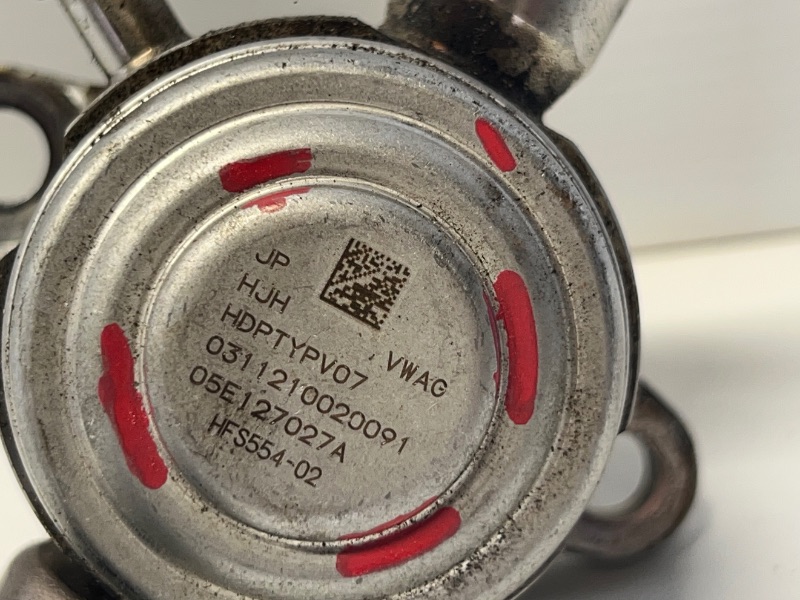 JP
HJH
HDPTYPV07 VWAG
0311210020091
05E127027A
HFS554-02